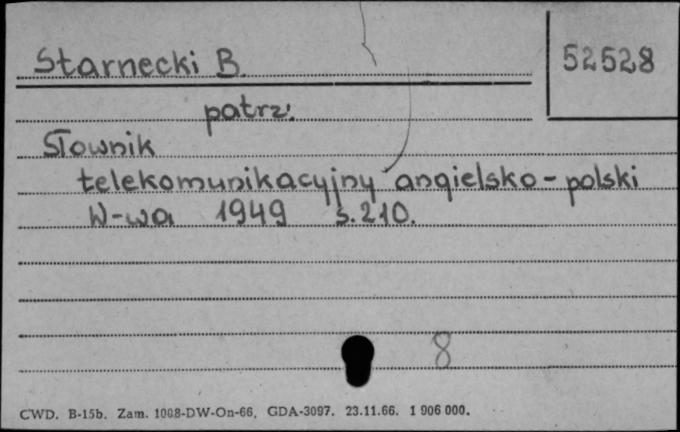 Starnecki B.
52528
patrz:
Słownik
telekomunikacyjny angielsko-polski
W-wa 1949 s.210.
8
CWD. B-15b. Zam. 1008-DW-On-66, GDA-3097. 23.11.66. 1 906 000.